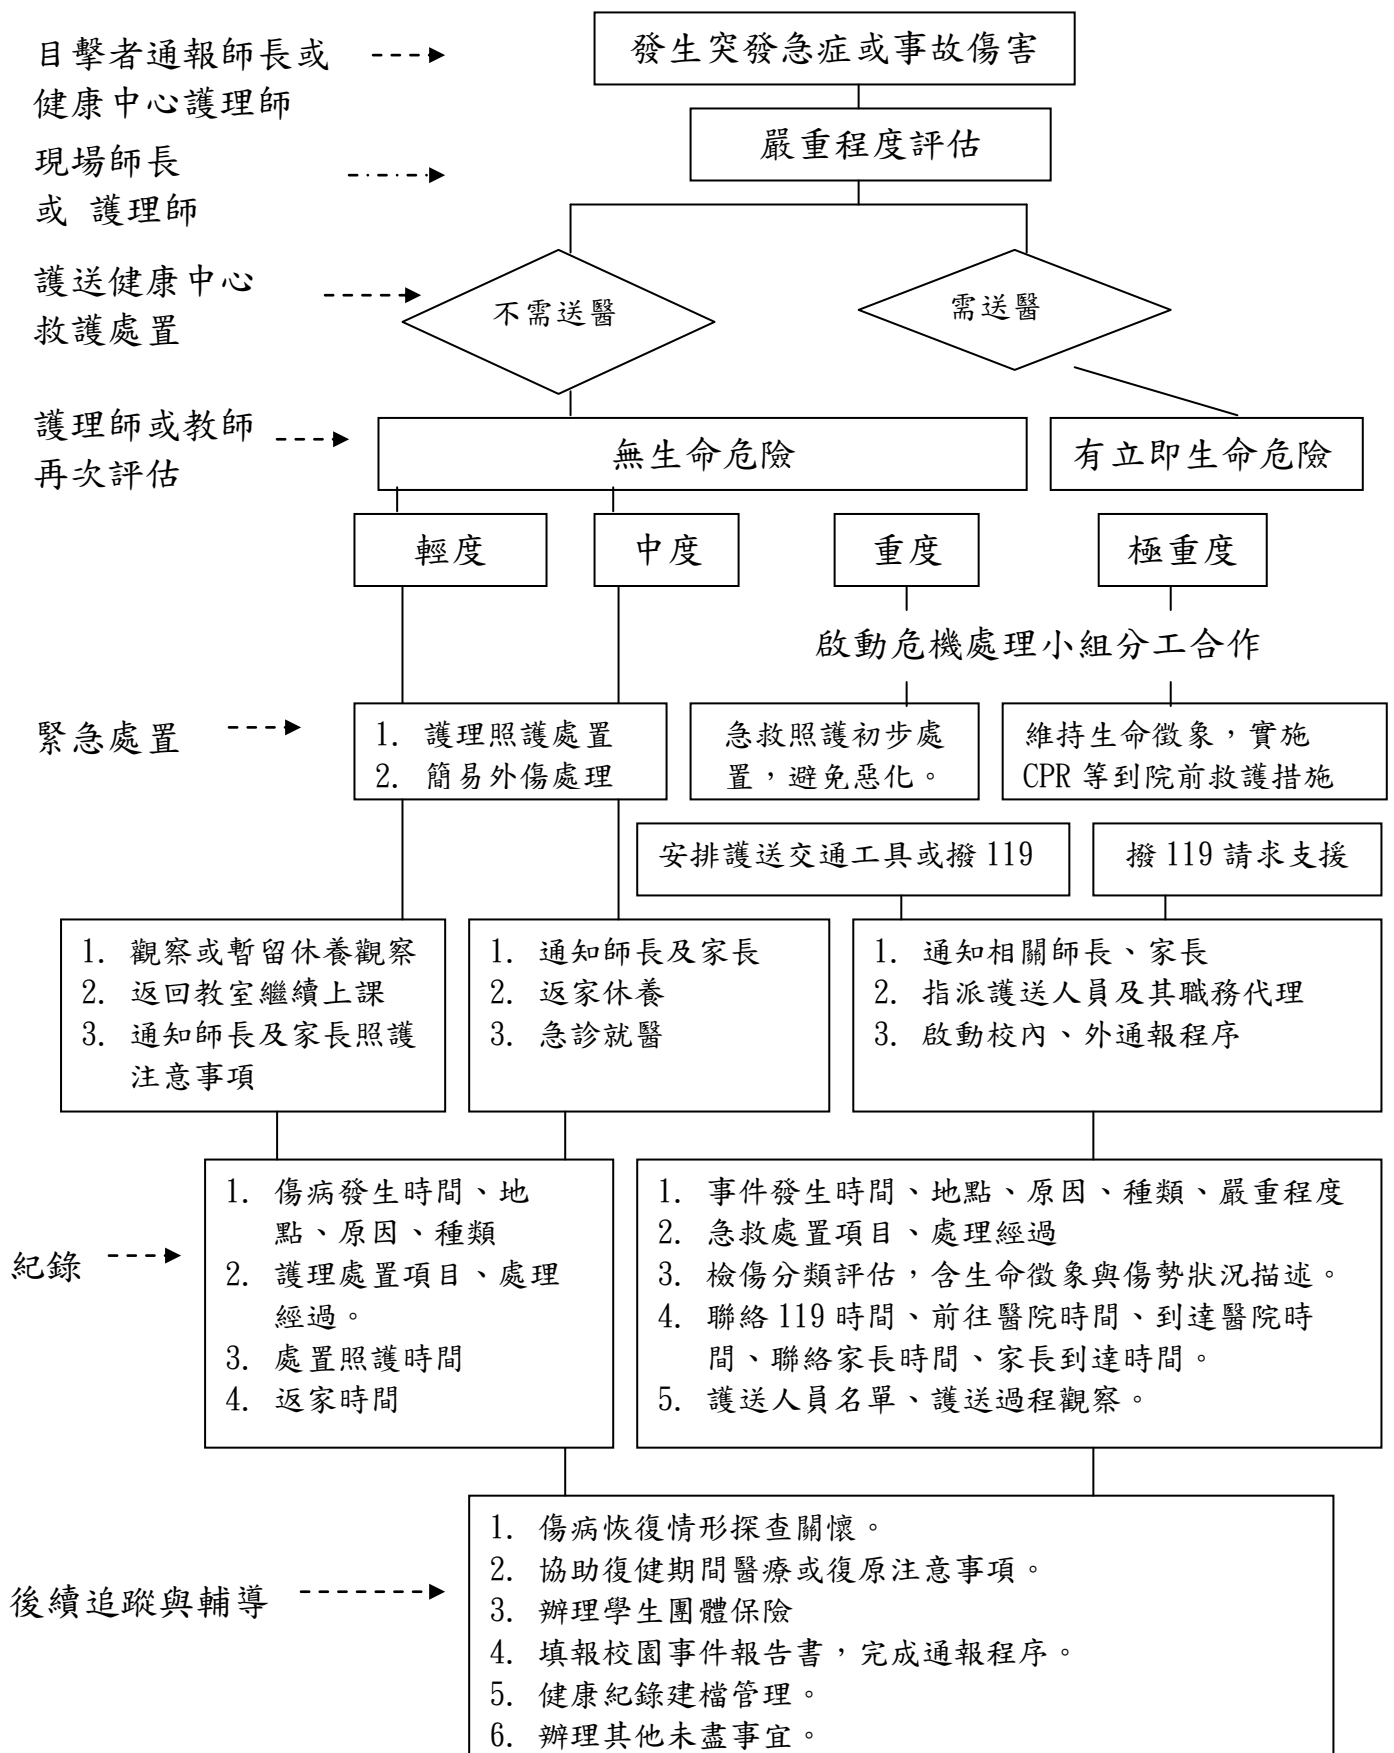 目擊者通報師長或
健康中心護理師
發生突發急症或事故傷害
現場師長
或 護理師
嚴重程度評估
護送健康中心
救護處置
不需送醫
需送醫
護理師或教師
再次評估
無生命危險
有立即生命危險
輕度
中度
重度
極重度
啟動危機處理小組分工合作
緊急處置
1. 護理照護處置
2. 簡易外傷處理
急救照護初步處
置，避免惡化。
維持生命徵象，實施
CPR 等到院前救護措施
安排護送交通工具或撥 119
撥 119 請求支援
1. 觀察或暫留休養觀察
2. 返回教室繼續上課
3. 通知師長及家長照護
注意事項
1. 通知師長及家長
2. 返家休養
3. 急診就醫
1. 通知相關師長、家長
2. 指派護送人員及其職務代理
3. 啟動校內、外通報程序
紀錄
1. 傷病發生時間、地
點、原因、種類
2. 護理處置項目、處理
經過。
3. 處置照護時間
4. 返家時間
1. 事件發生時間、地點、原因、種類、嚴重程度
2. 急救處置項目、處理經過
3. 檢傷分類評估，含生命徵象與傷勢狀況描述。
4. 聯絡 119 時間、前往醫院時間、到達醫院時
間、聯絡家長時間、家長到達時間。
5. 護送人員名單、護送過程觀察。
後續追蹤與輔導
1. 傷病恢復情形探查關懷。
2. 協助復健期間醫療或復原注意事項。
3. 辦理學生團體保險
4. 填報校園事件報告書，完成通報程序。
5. 健康紀錄建檔管理。
6. 辦理其他未盡事宜。